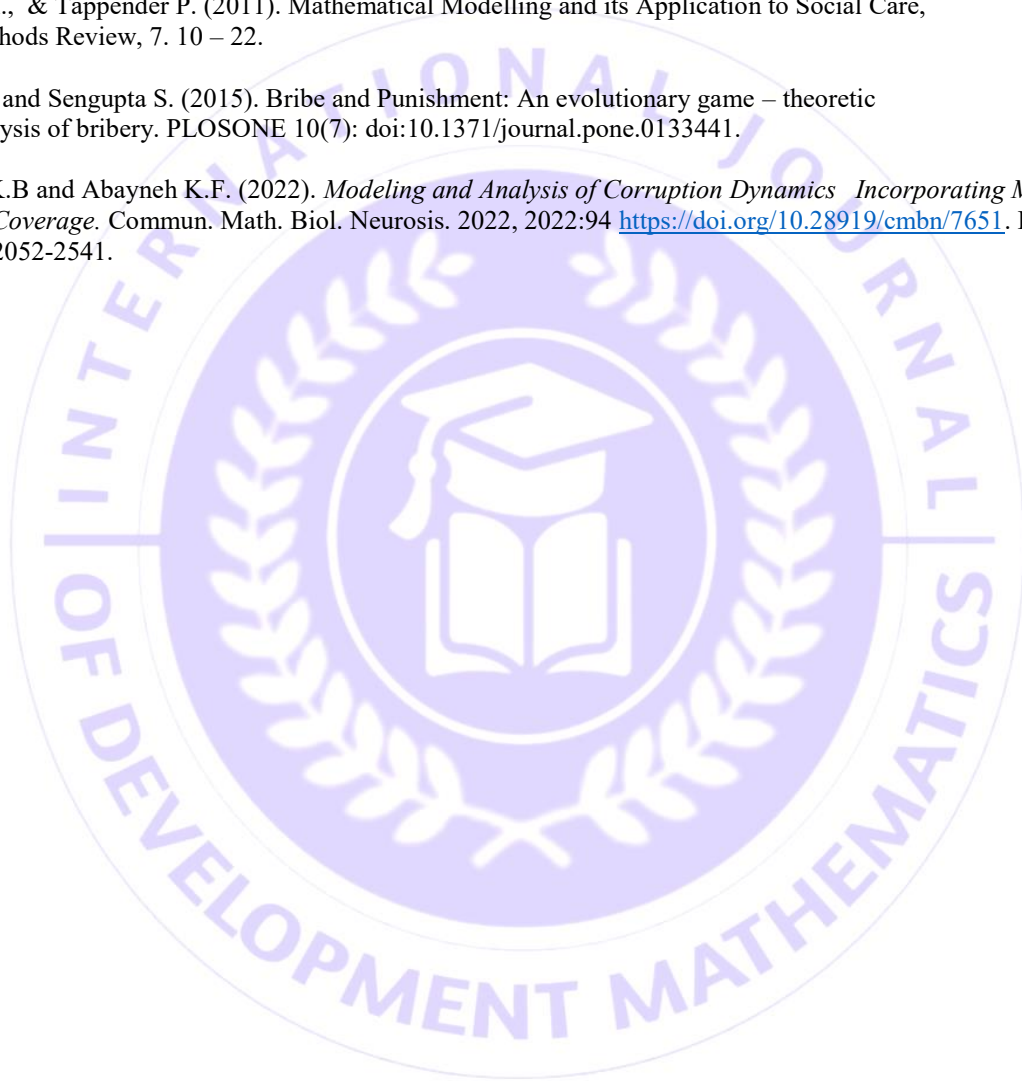 ., & Tappender P. (2011). Mathematical Modelling and its Application to Social Care,
hods Review, 7. 10 – 22.
and Sengupta S. (2015). Bribe and Punishment: An evolutionary game – theoretic
ysis of bribery. PLOSONE 10(7): doi:10.1371/journal.pone.0133441.
K.B and Abayneh K.F. (2022). Modeling and Analysis of Corruption Dynamics Incorporating
Coverage. Commun. Math. Biol. Neurosis. 2022, 2022:94 https://doi.org/10.28919/cmbn/7651.
2052-2541.
INTERNATIONAL JOURNAL
OF DEVELOPMENT MATHEMATICS